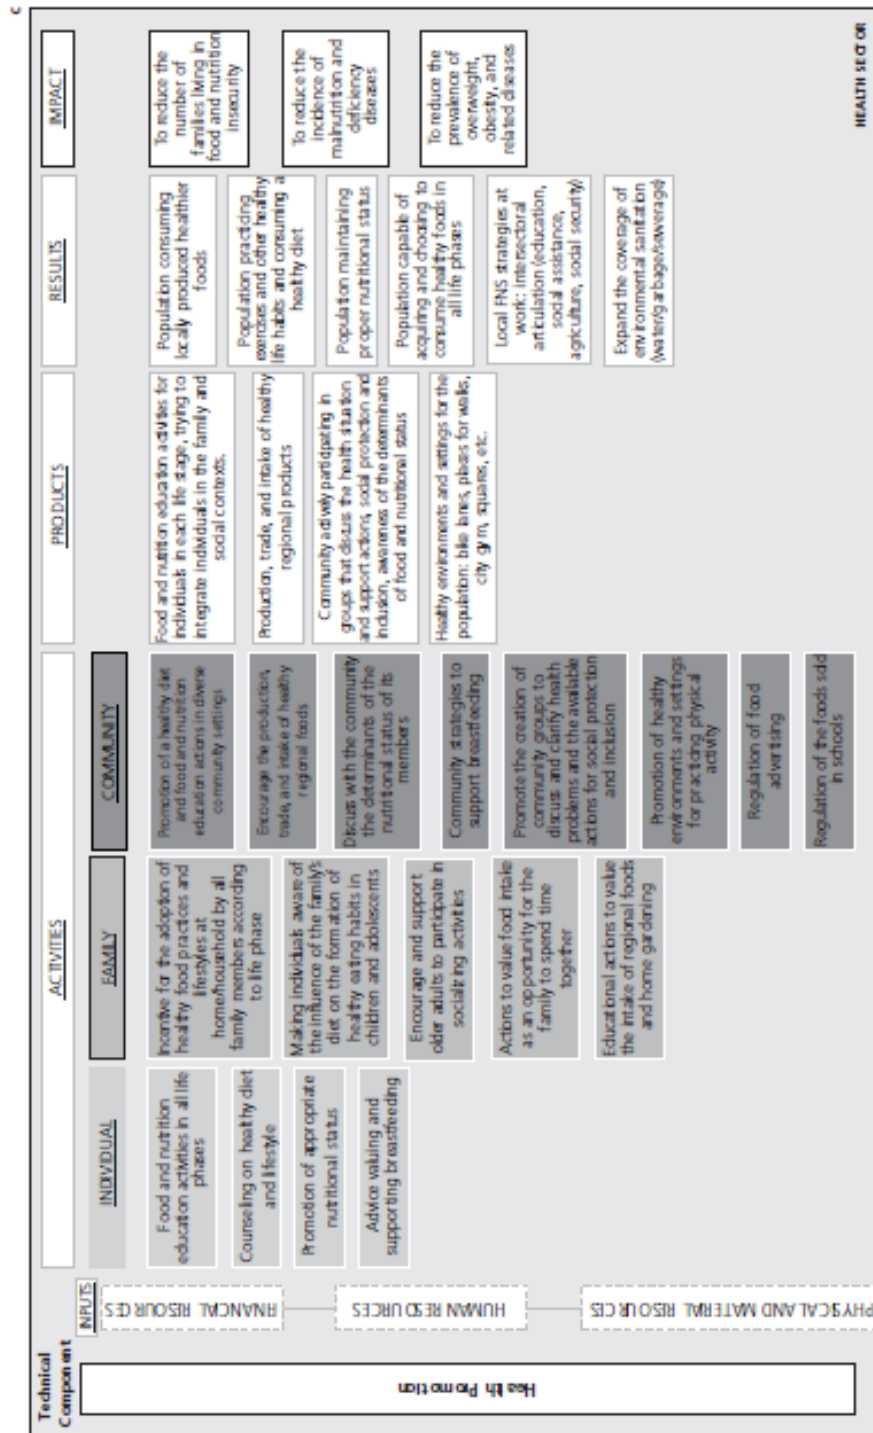 C
Technical
Component
Health Promotion
INPUTS
FINANCIAL RESOURCES
HUMAN RESOURCES
PHYSICAL AND MATERIAL RESOURCES
ACTIVITIES
INDIVIDUAL
Food and nutrition
education activities in all life
phases
Counseling on healthy diet
and lifestyle
Promotion of appropriate
nutritional status
Advice valuing and
supporting breastfeeding
FAMILY
Incentive for the adoption of
healthy food practices and
lifestyles at
home/household by all
family members according
to life phase
Making individuals aware of
the influence of the family's
diet on the formation of
healthy eating habits in
children and adolescents
Encourage and support
older adults to participate in
socializing activities
Actions to value food intake
as an opportunity for the
family to spend time
together
Educational actions to value
the intake of regional foods
and home gardening
COMMUNITY
Promotion of a healthy diet
and food and nutrition
education actions in diverse
community settings
Encourage the production,
trade, and intake of healthy
regional foods
Discuss with the community
the determinants of the
nutritional status of its
members
Community strategies to
support breastfeeding
Promote the creation of
community groups to
discuss and clarify health
problems and the available
actions for social protection
and inclusion
Promotion of healthy
environments and settings
for practicing physical
activity
Regulation of food
advertising
Regulation of the foods sold
in schools
PRODUCTS
Food and nutrition education activities for
individuals in each life stage, trying to
integrate individuals in the family and
social contexts.
Production, trade, and intake of healthy
regional products
Community actively participating in
groups that discuss the health situation
and support actions, social protection and
inclusion, awareness of the determinants
of food and nutritional status
Healthy environments and settings for the
population: bike lanes, places for walks,
city gym, squares, etc.
RESULTS
Population consuming
locally produced healthier
foods
Population practicing
exercises and other healthy
life habits and consuming a
healthy diet
Population maintaining
proper nutritional status
Population capable of
acquiring and choosing to
consume healthy foods in
all life phases
Local FNS strategies at
work: intersectoral
articulation (education,
social assistance,
agriculture, social security)
Expand the coverage of
environmental sanitation
(water/garbage/sewerage)
IMPACT
To reduce the
number of
families living in
food and nutrition
insecurity
To reduce the
incidence of
malnutrition and
deficiency
diseases
To reduce the
prevalence of
overweight,
obesity, and
related diseases
HEALTH SECTOR